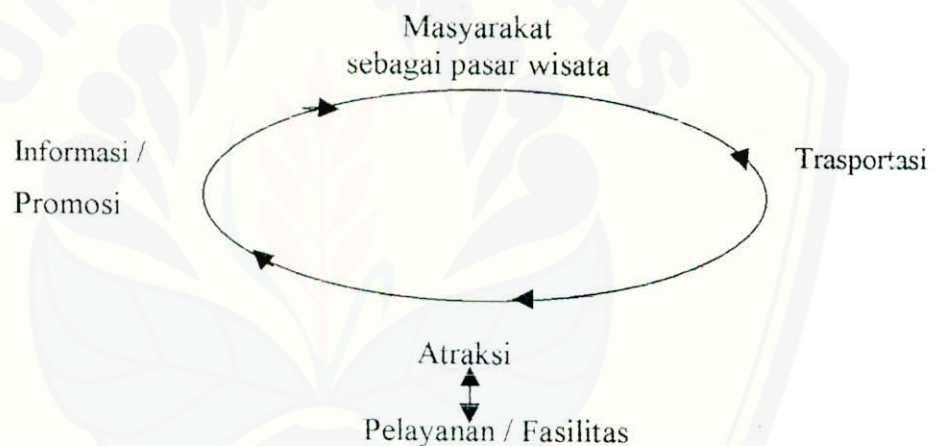 Masyarakat
sebagai pasar wisata
Informasi /
Promosi
Trasportasi
Atraksi
Pelayanan / Fasilitas